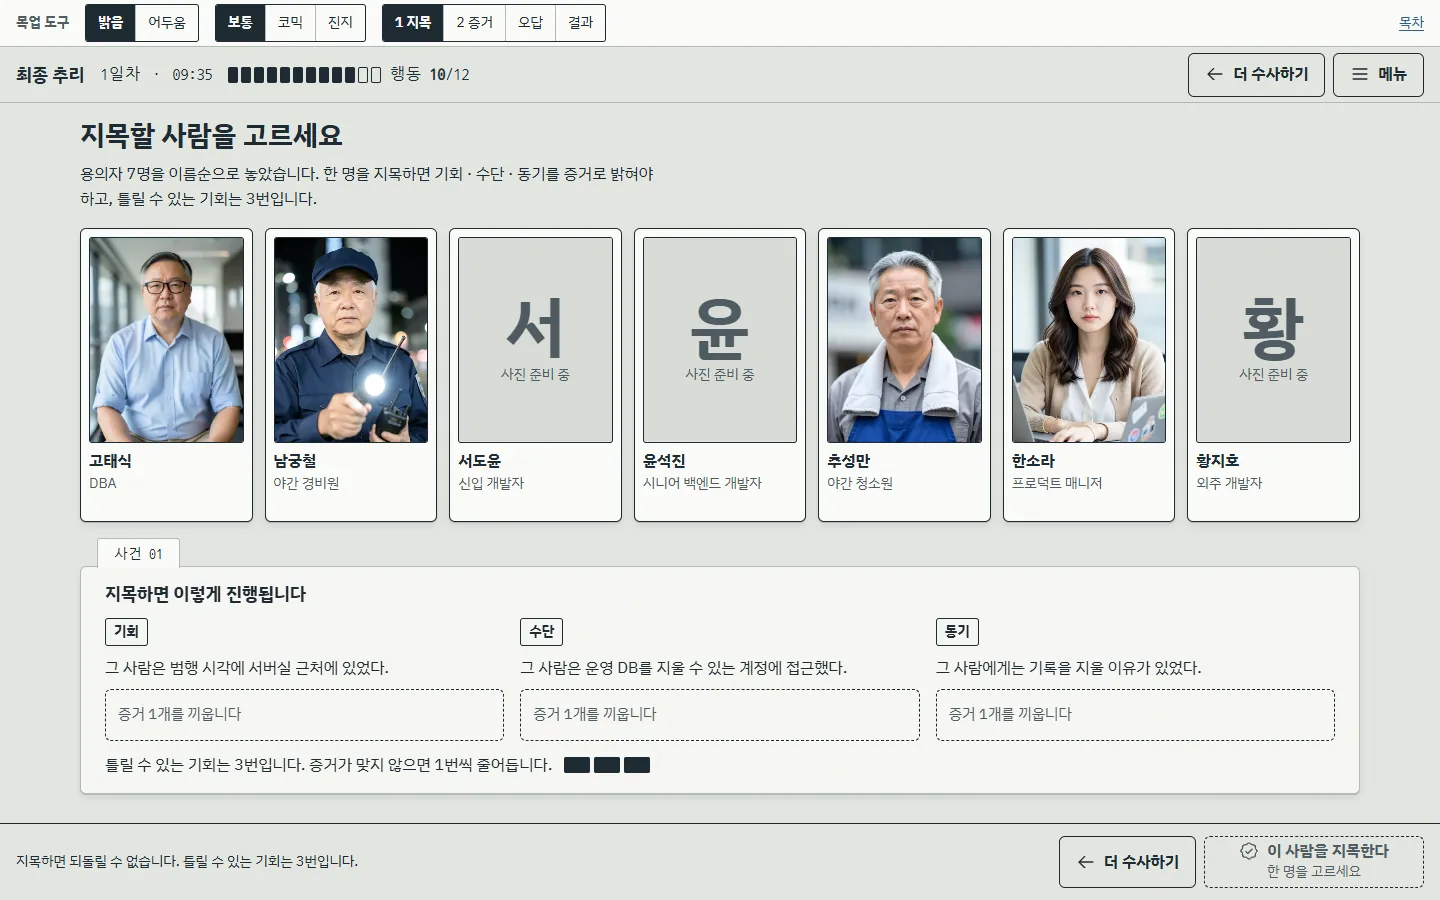 목업 도구 밝음 어두움 보통 코믹 진지 1 지목 2 증거 오답 결과 목차
최종 추리 1일차 · 09:35 행동 10/12 더 수사하기 메뉴
지목할 사람을 고르세요
용의자 7명을 이름순으로 놓았습니다. 한 명을 지목하면 기회 · 수단 · 동기를 증거로 밝혀야
하고, 틀릴 수 있는 기회는 3번입니다.
서 윤 황
사진 준비 중 사진 준비 중 사진 준비 중
고태식 남궁철 서도윤 윤석진 추성만 한소라 황지호
DBA 야간 경비원 신입 개발자 시니어 백엔드 개발자 야간 청소원 프로덕트 매니저 외주 개발자
사건 01
지목하면 이렇게 진행됩니다
기회 수단 동기
그 사람은 범행 시각에 서버실 근처에 있었다. 그 사람은 운영 DB를 지울 수 있는 계정에 접근했다. 그 사람에게는 기록을 지울 이유가 있었다.
증거 1개를 끼웁니다 증거 1개를 끼웁니다 증거 1개를 끼웁니다
틀릴 수 있는 기회는 3번입니다. 증거가 맞지 않으면 1번씩 줄어듭니다.
지목하면 되돌릴 수 없습니다. 틀릴 수 있는 기회는 3번입니다. 더 수사하기 이 사람을 지목한다
한 명을 고르세요